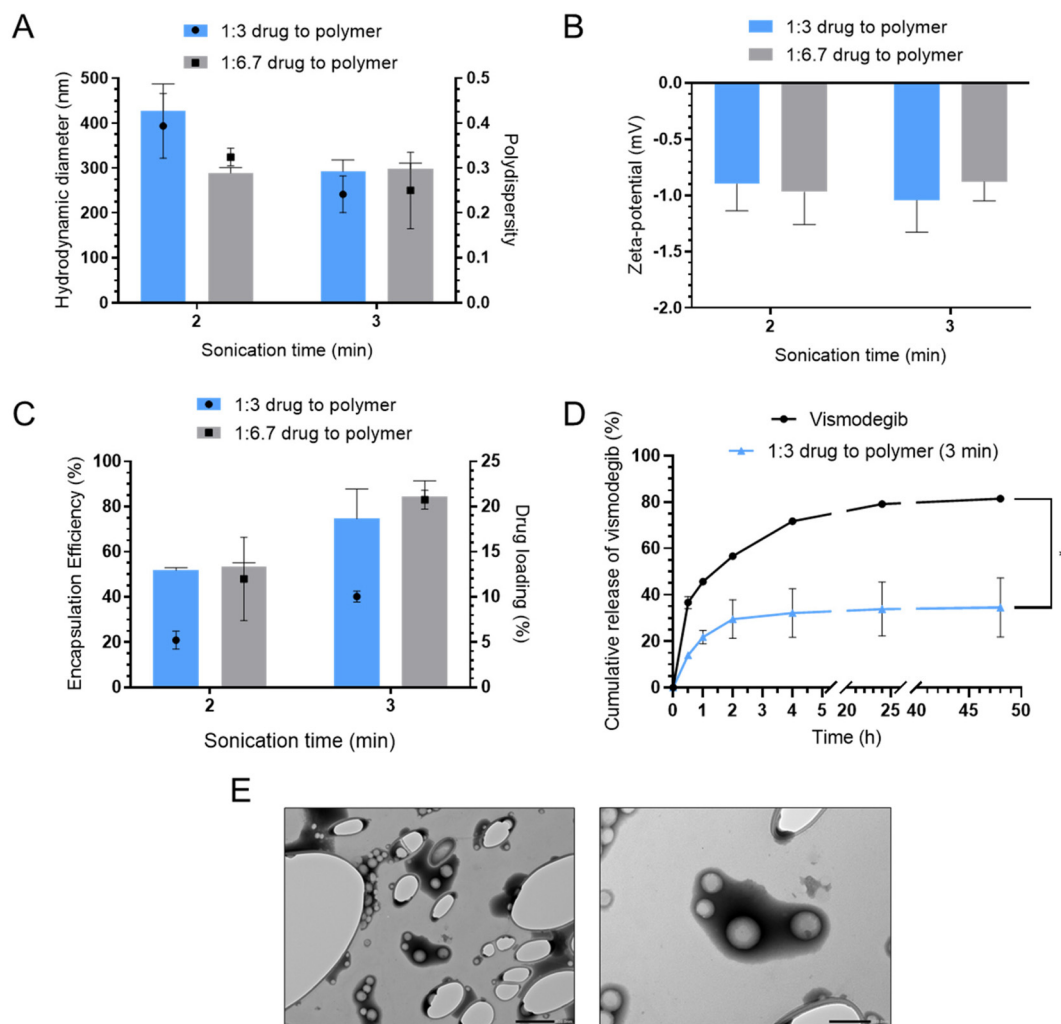 A
1:3 drug to polymer
1:6.7 drug to polymer
Hydrodynamic diameter (nm)
500
400
300
200
100
0
Polydispersity
0.5
0.4
0.3
0.2
0.1
0.0
2
3
Sonication time (min)
B
1:3 drug to polymer
1:6.7 drug to polymer
Zeta-potential (mV)
0.0
-0.5
-1.0
-1.5
-2.0
2
3
Sonication time (min)
C
1:3 drug to polymer
1:6.7 drug to polymer
Encapsulation Efficiency (%)
100
80
60
40
20
0
Drug loading (%)
25
20
15
10
5
0
2
3
Sonication time (min)
D
Vismodegib
1:3 drug to polymer (3 min)
Cumulative release of vismodegib (%)
100
80
60
40
20
0
0 1 2 3 4 5 20 25 40 45 50
Time (h)
E